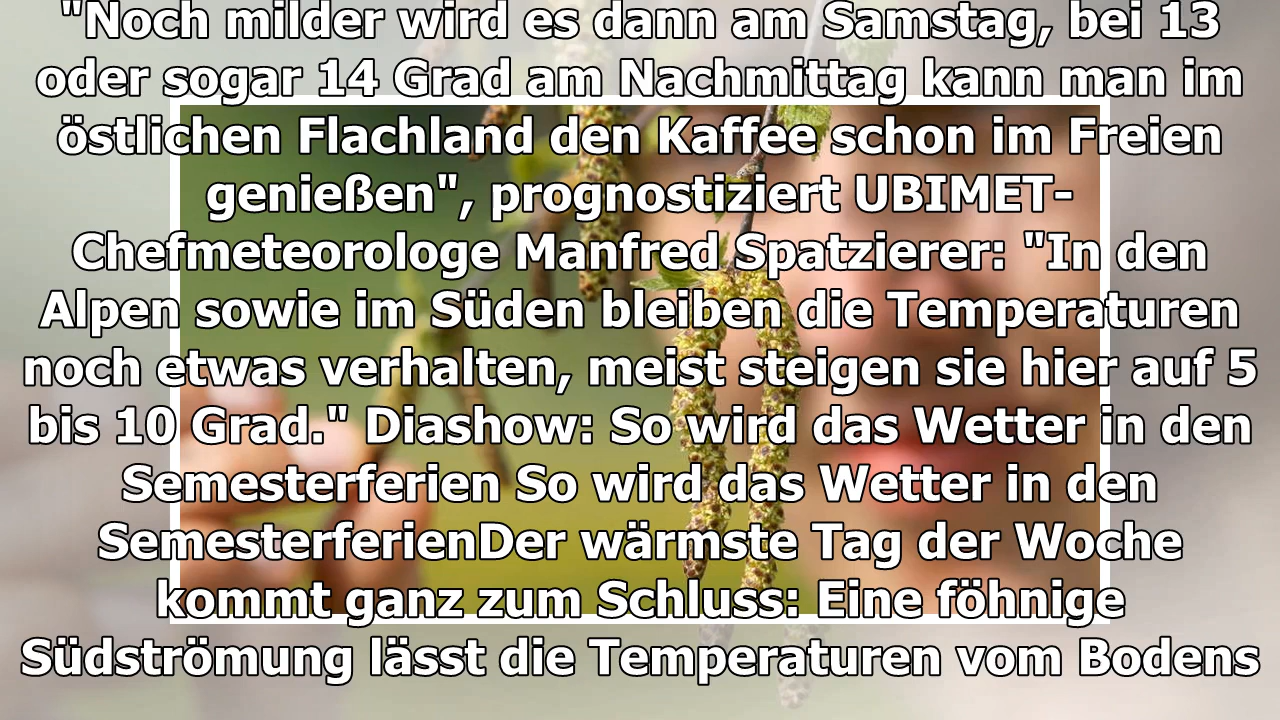 "Noch milder wird es dann am Samstag, bei 13
oder sogar 14 Grad am Nachmittag kann man im
östlichen Flachland den Kaffee schon im Freien
genießen", prognostiziert UBIMET-
Chefmeteorologe Manfred Spatzierer: "In den
Alpen sowie im Süden bleiben die Temperaturen
noch etwas verhalten, meist steigen sie hier auf 5
bis 10 Grad." Diashow: So wird das Wetter in den
Semesterferien So wird das Wetter in den
SemesterferienDer wärmste Tag der Woche
kommt ganz zum Schluss: Eine föhnige
Südströmung lässt die Temperaturen vom Bodens